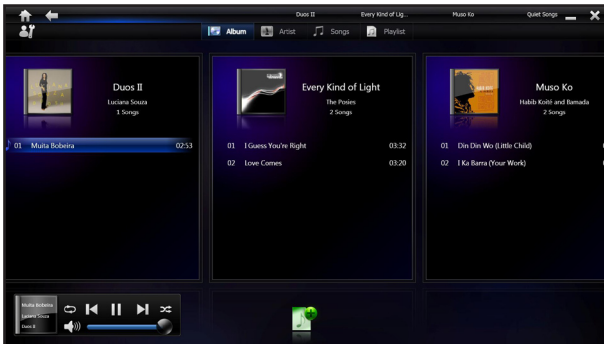 Duos II
Every Kind of Lig...
Muso Ko
Quiet Songs
Album
Artist
Songs
Playlist
Duos II
Luciana Souza
1 Songs
01 Muita Bobeira 02:53
Every Kind of Light
The Posies
2 Songs
01 I Guess You're Right 03:32
02 Love Comes 03:20
Muso Ko
Habib Koité and Bamada
2 Songs
01 Din Din Wo (Little Child)
02 I Ka Barra (Your Work)
Muita Bobeira
Luciana Souza
Duos II